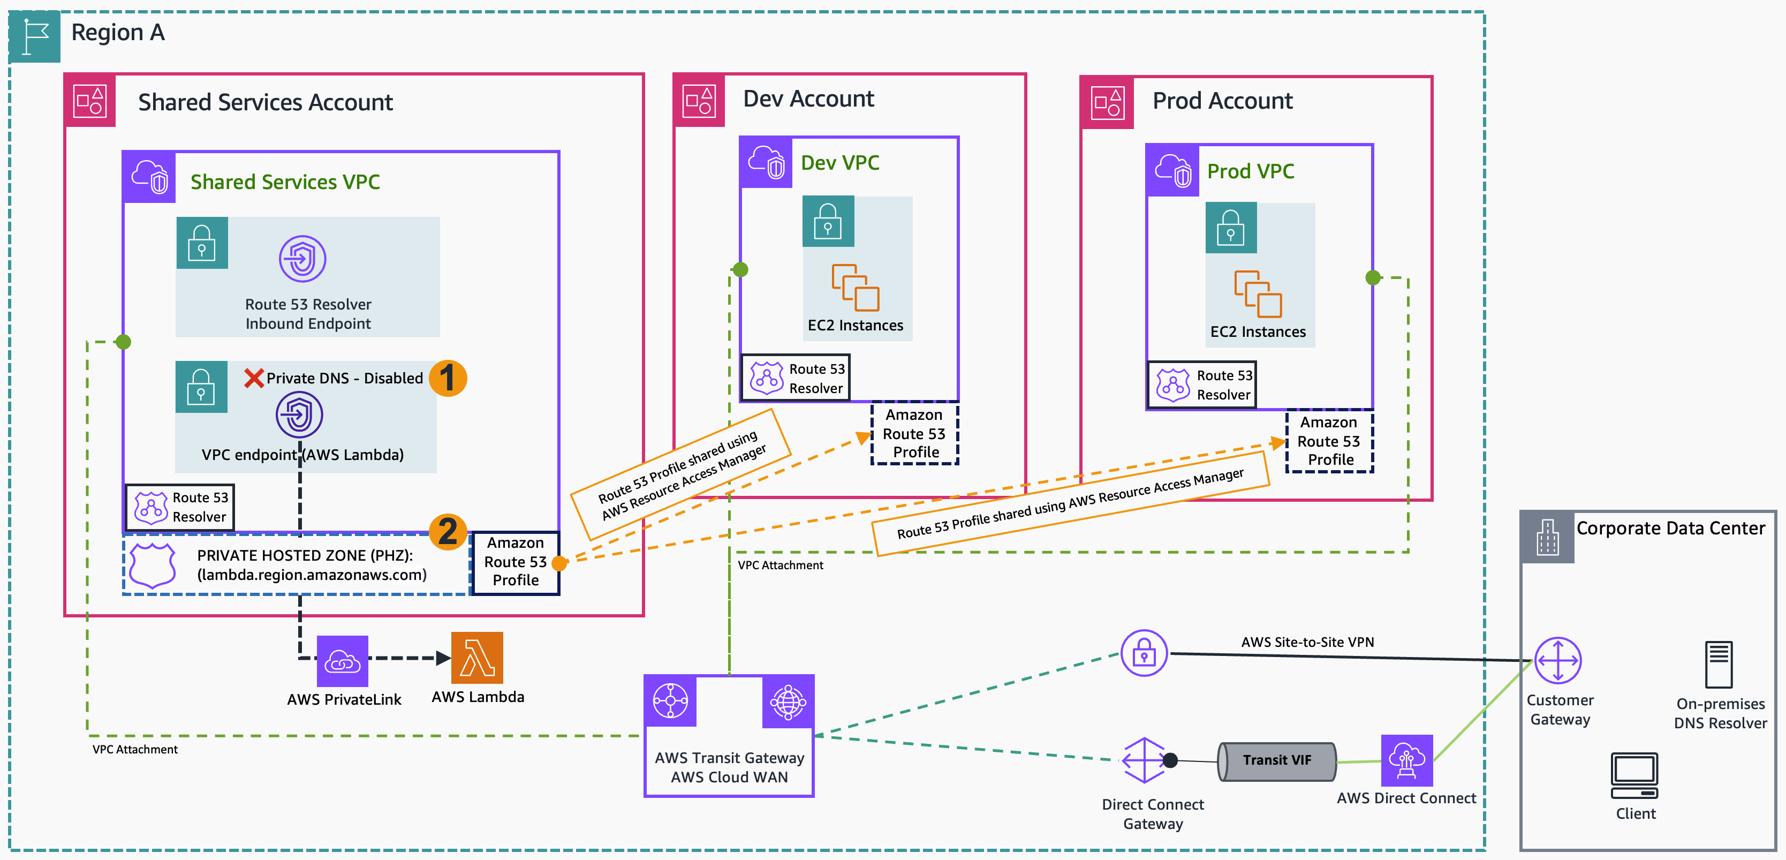 Region A
Shared Services Account
Shared Services VPC
Route 53 Resolver
Inbound Endpoint
Private DNS - Disabled
1
VPC endpoint (AWS Lambda)
Route 53
Resolver
2
PRIVATE HOSTED ZONE (PHZ):
(lambda.region.amazonaws.com)
Amazon
Route 53
Profile
AWS PrivateLink
AWS Lambda
VPC Attachment
Dev Account
Dev VPC
EC2 Instances
Route 53
Resolver
Amazon
Route 53
Profile
Route 53 Profile shared using
AWS Resource Access Manager
Prod Account
Prod VPC
EC2 Instances
Route 53
Resolver
Amazon
Route 53
Profile
Route 53 Profile shared using AWS Resource Access Manager
VPC Attachment
AWS Transit Gateway
AWS Cloud WAN
AWS Site-to-Site VPN
Direct Connect
Gateway
Transit VIF
AWS Direct Connect
Corporate Data Center
Customer
Gateway
On-premises
DNS Resolver
Client